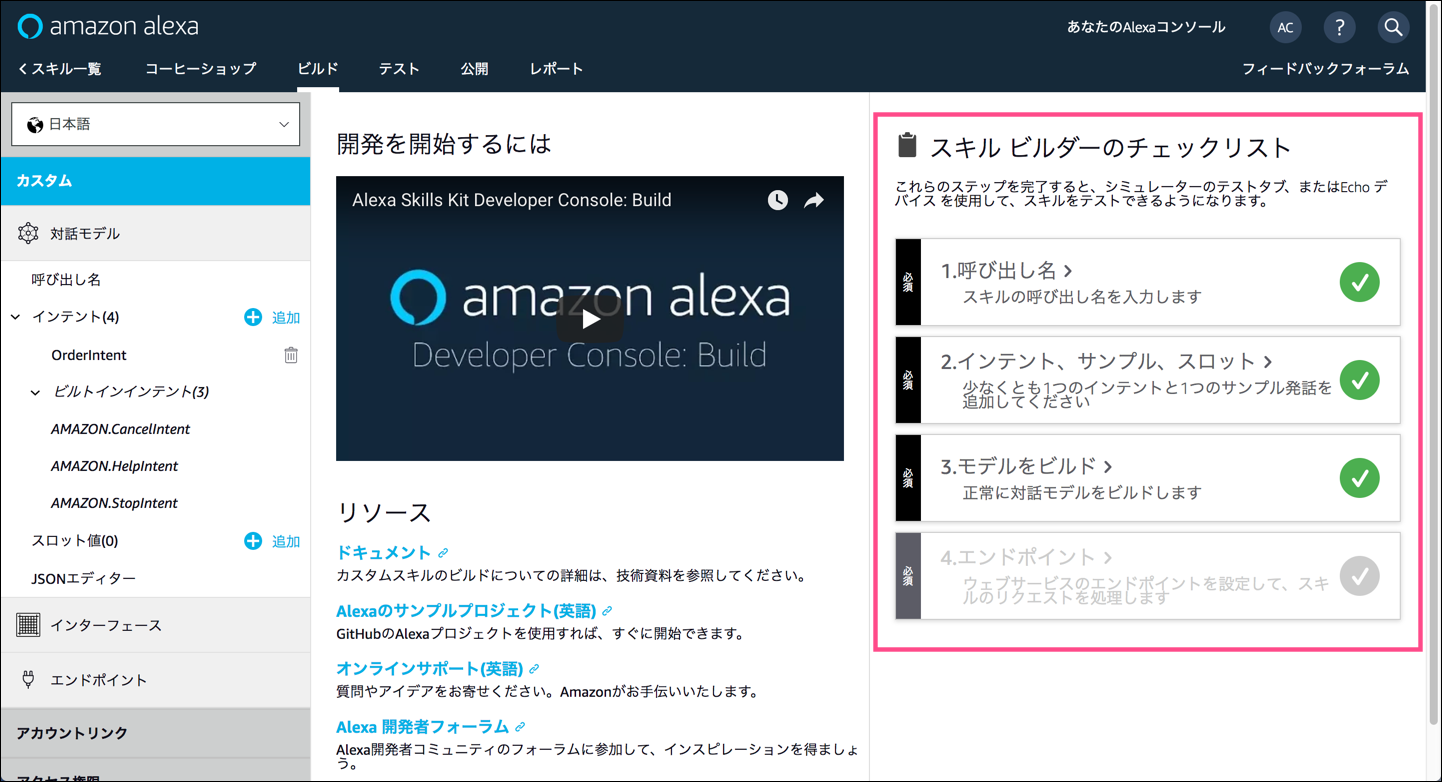 amazon alexa
あなたのAlexaコンソール
AC
?
スキル一覧
コーヒーショップ
ビルド
テスト
公開
レポート
フィードバックフォーラム
日本語
カスタム
対話モデル
呼び出し名
インテント(4)
追加
OrderIntent
ビルトインインテント(3)
AMAZON.CancelIntent
AMAZON.HelpIntent
AMAZON.StopIntent
スロット値(0)
追加
JSONエディター
インターフェース
エンドポイント
アカウントリンク
アクセス権限
開発を開始するには
Alexa Skills Kit Developer Console: Build
amazon alexa
Developer Console: Build
リソース
ドキュメント
カスタムスキルのビルドについての詳細は、技術資料を参照してください。
Alexaのサンプルプロジェクト(英語)
GitHubのAlexaプロジェクトを使用すれば、すぐに開始できます。
オンラインサポート(英語)
質問やアイデアをお寄せください。Amazonがお手伝いいたします。
Alexa 開発者フォーラム
Alexa開発者コミュニティのフォーラムに参加して、インスピレーションを得ましょ
う。
スキル ビルダーのチェックリスト
これらのステップを完了すると、シミュレーターのテストタブ、またはEcho デ
バイス を使用して、スキルをテストできるようになります。
必須
1.呼び出し名 >
スキルの呼び出し名を入力します
必須
2.インテント、サンプル、スロット >
少なくとも1つのインテントと1つのサンプル発話を
追加してください
必須
3.モデルをビルド >
正常に対話モデルをビルドします
必須
4.エンドポイント >
ウェブサービスのエンドポイントを設定して、スキ
ルのリクエストを処理します